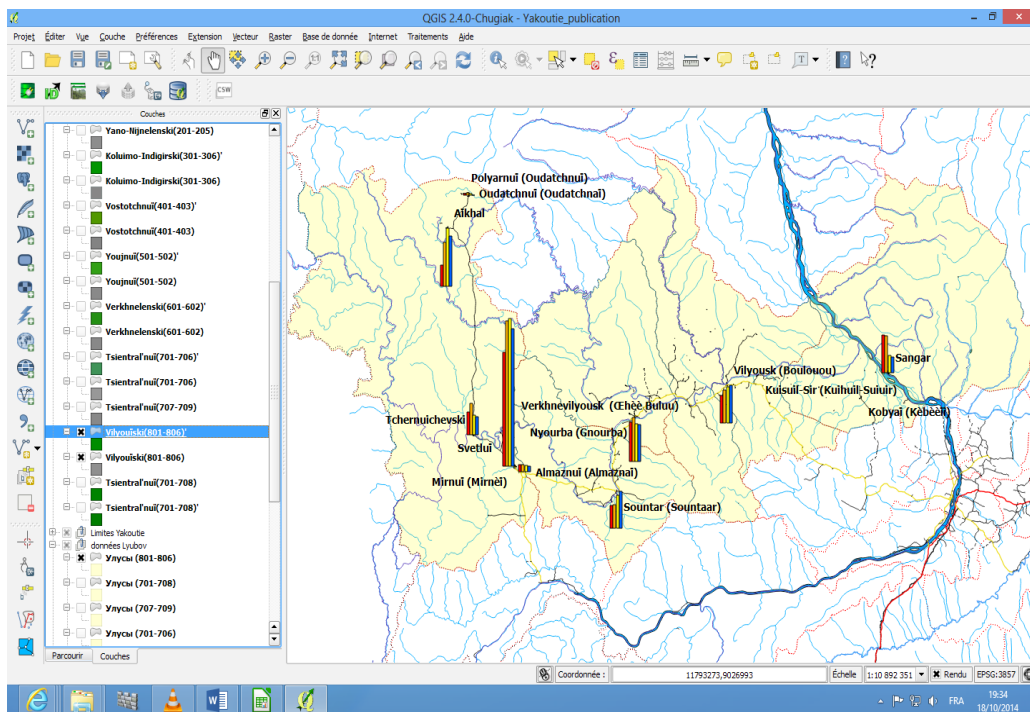 QGIS 2.4.0-Chugiak - Yakoutie_publication
Projet Éditer Vue Couche Préférences Extension Vecteur Raster Base de donnée Internet Traitements Aide
CSW
Couches
Yano-Nijnelenski(201-205)
Koluimo-Indigirski(301-306)'
Koluimo-Indigirski(301-306)
Vostotchnuï(401-403)'
Vostotchnuï(401-403)
Youjnuï(501-502)'
Youjnuï(501-502)
Verkhnelenski(601-602)'
Verkhnelenski(601-602)
Tsientral'nuï(701-706)'
Tsientral'nuï(701-706)
Tsientral'nuï(707-709)
Vilyouïski(801-806)'
Vilyouïski(801-806)
Tsientral'nuï(701-708)
Tsientral'nuï(701-708)'
Limites Yakoutie
données Lyubov
Улусы (801-806)
Улусы (701-708)
Улусы (707-709)
Улусы (701-706)
Parcourir Couches
Polyarnuï (Oudatchnuï)
Oudatchnuï (Oudatchnaï)
Aïkhal
Sangar
Vilyousk (Boulouou)
Kuisuil-Sir (Kuihuil-Suiuir)
Kobyaï (Kèbèèïi)
Verkhnevilyousk (Œhèè Buluu)
Tchernuichevski
Nyourba (Gnourba)
Svetluï
Almaznuï (Almaznaï)
Mirnuï (Mirnèï)
Sountar (Sountaar)
Coordonnée : 11793273,9026993 Échelle 1:10 892 351 Rendu EPSG:3857
FRA
19:34
18/10/2014